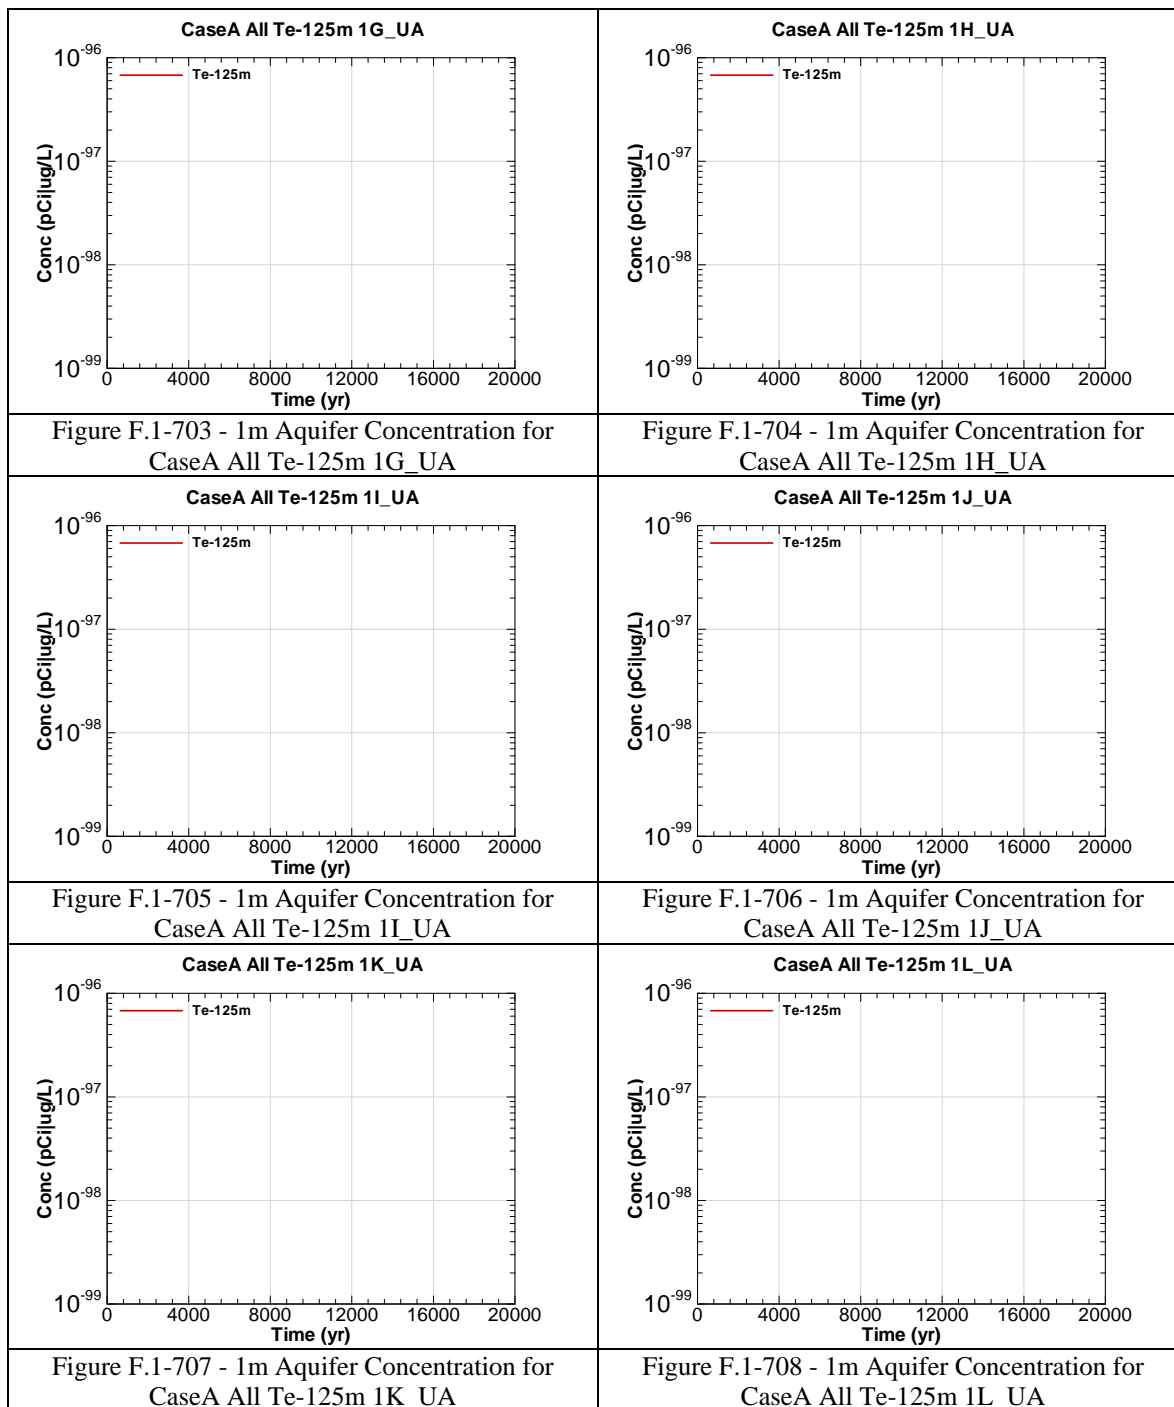 CaseA All Te-125m 1G_UA
Te-125m
Conc (pCi|ug/L)
10^-96
10^-97
10^-98
10^-99
0 4000 8000 12000 16000 20000
Time (yr)
Figure F.1-703 - 1m Aquifer Concentration for
CaseA All Te-125m 1G_UA
CaseA All Te-125m 1H_UA
Te-125m
Conc (pCi|ug/L)
10^-96
10^-97
10^-98
10^-99
0 4000 8000 12000 16000 20000
Time (yr)
Figure F.1-704 - 1m Aquifer Concentration for
CaseA All Te-125m 1H_UA
CaseA All Te-125m 1I_UA
Te-125m
Conc (pCi|ug/L)
10^-96
10^-97
10^-98
10^-99
0 4000 8000 12000 16000 20000
Time (yr)
Figure F.1-705 - 1m Aquifer Concentration for
CaseA All Te-125m 1I_UA
CaseA All Te-125m 1J_UA
Te-125m
Conc (pCi|ug/L)
10^-96
10^-97
10^-98
10^-99
0 4000 8000 12000 16000 20000
Time (yr)
Figure F.1-706 - 1m Aquifer Concentration for
CaseA All Te-125m 1J_UA
CaseA All Te-125m 1K_UA
Te-125m
Conc (pCi|ug/L)
10^-96
10^-97
10^-98
10^-99
0 4000 8000 12000 16000 20000
Time (yr)
Figure F.1-707 - 1m Aquifer Concentration for
CaseA All Te-125m 1K_UA
CaseA All Te-125m 1L_UA
Te-125m
Conc (pCi|ug/L)
10^-96
10^-97
10^-98
10^-99
0 4000 8000 12000 16000 20000
Time (yr)
Figure F.1-708 - 1m Aquifer Concentration for
CaseA All Te-125m 1L_UA